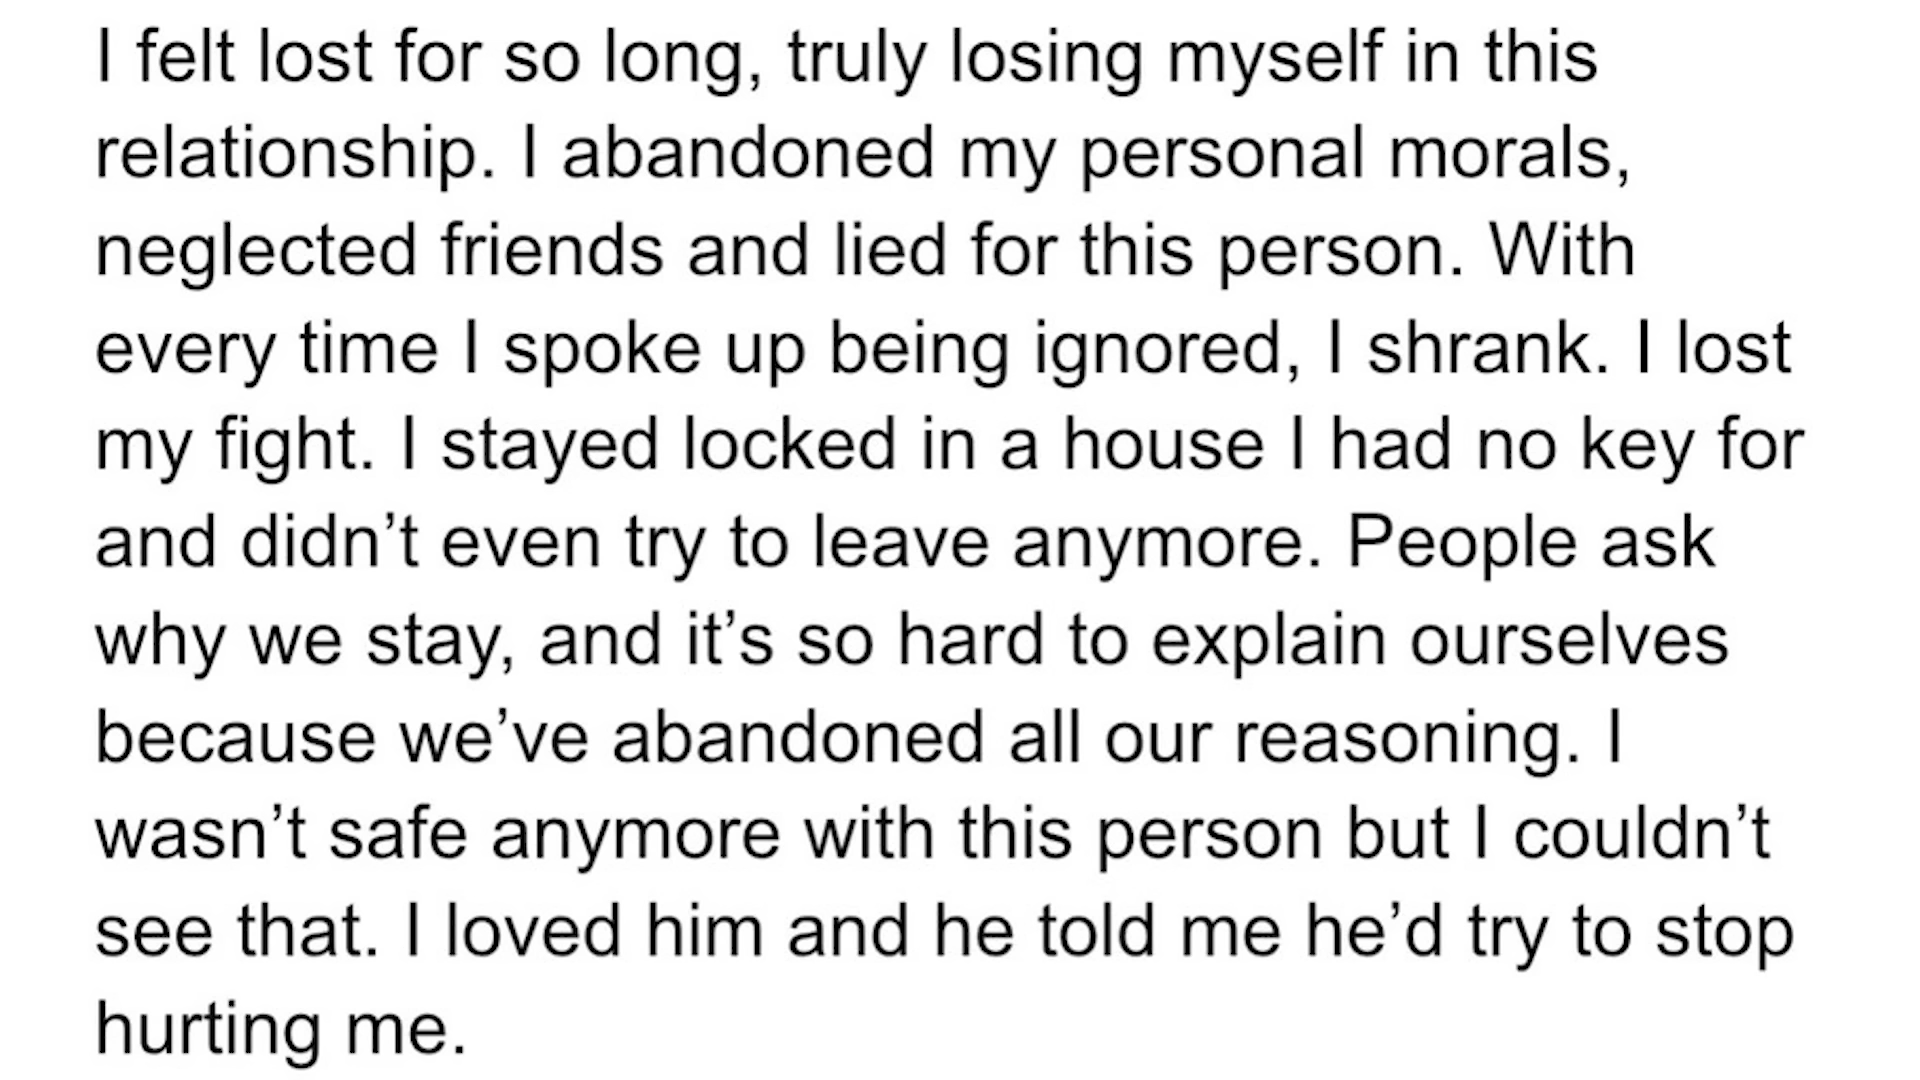 I felt lost for so long, truly losing myself in this
relationship. I abandoned my personal morals,
neglected friends and lied for this person. With
every time I spoke up being ignored, I shrank. I lost
my fight. I stayed locked in a house I had no key for
and didn’t even try to leave anymore. People ask
why we stay, and it’s so hard to explain ourselves
because we’ve abandoned all our reasoning. I
wasn’t safe anymore with this person but I couldn’t
see that. I loved him and he told me he’d try to stop
hurting me.